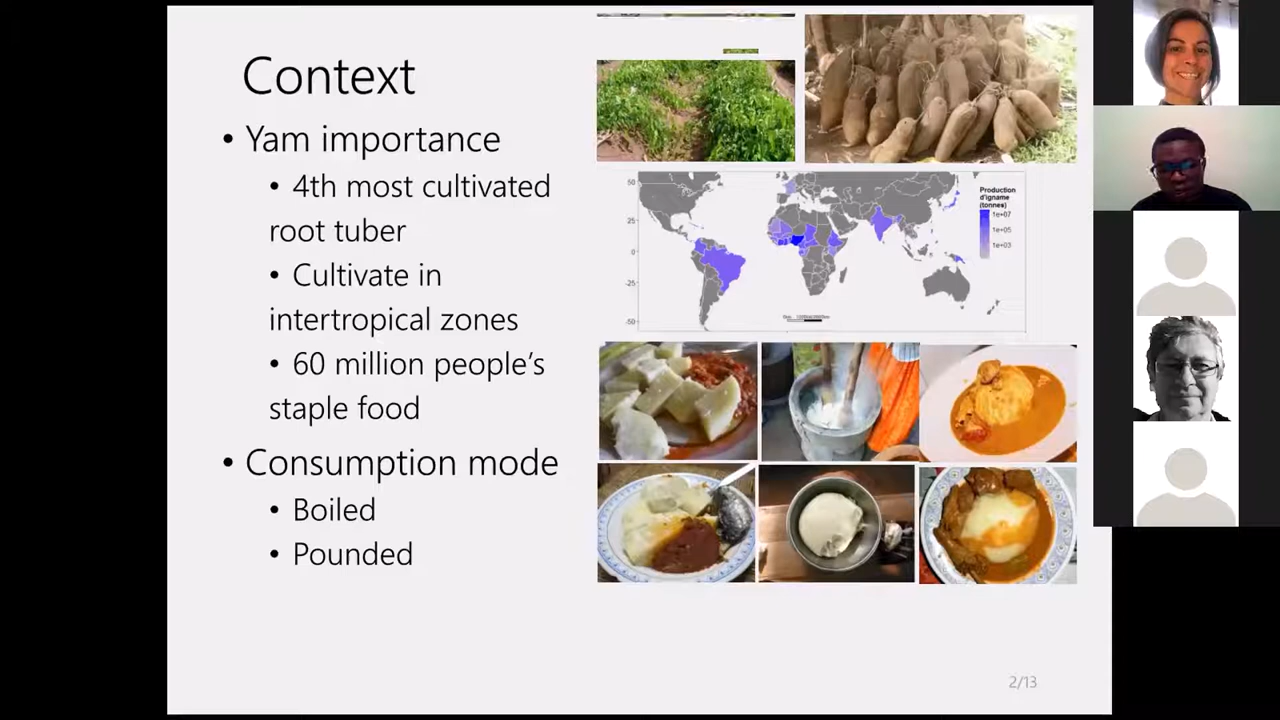 Context
• Yam importance
• 4th most cultivated
root tuber
• Cultivate in
intertropical zones
• 60 million people's
staple food
• Consumption mode
• Boiled
• Pounded
Production
d'igname
(tonnes)
1e+07
1e+05
1e+03
50
25
0
-25
-50
2/13